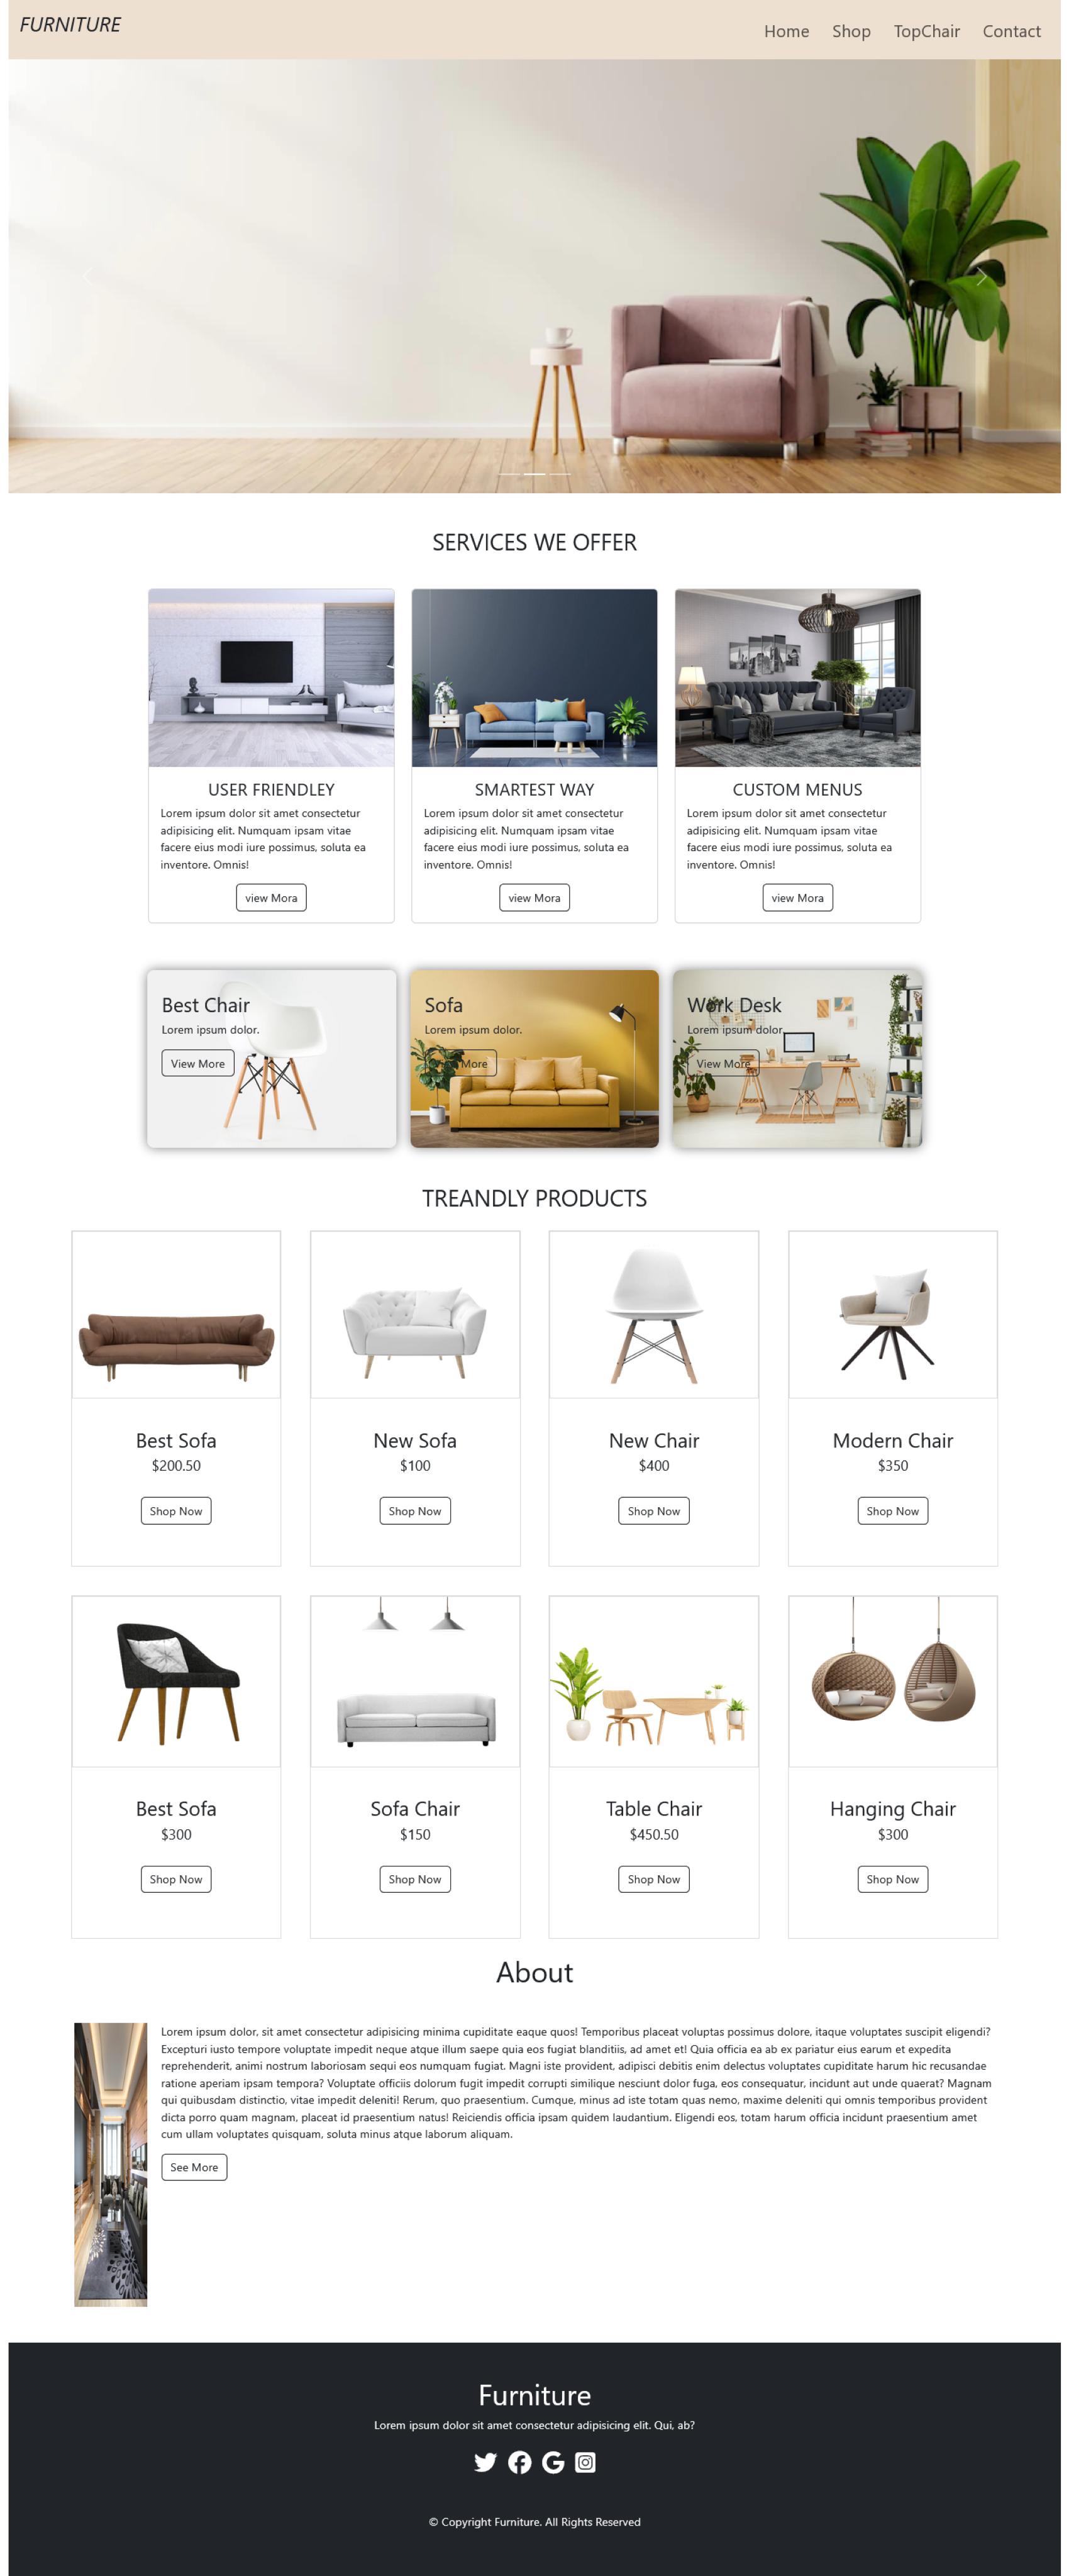 FURNITURE
Home Shop TopChair Contact
SERVICES WE OFFER
USER FRIENDLEY
Lorem ipsum dolor sit amet consectetur
adipisicing elit. Numquam ipsam vitae
facere eius modi iure possimus, soluta ea
inventore. Omnis!
view Mora
SMARTEST WAY
Lorem ipsum dolor sit amet consectetur
adipisicing elit. Numquam ipsam vitae
facere eius modi iure possimus, soluta ea
inventore. Omnis!
view Mora
CUSTOM MENUS
Lorem ipsum dolor sit amet consectetur
adipisicing elit. Numquam ipsam vitae
facere eius modi iure possimus, soluta ea
inventore. Omnis!
view Mora
Best Chair
Lorem ipsum dolor.
View More
Sofa
Lorem ipsum dolor.
View More
Work Desk
Lorem ipsum dolor.
View More
TREANDLY PRODUCTS
Best Sofa
$200.50
Shop Now
New Sofa
$100
Shop Now
New Chair
$400
Shop Now
Modern Chair
$350
Shop Now
Best Sofa
$300
Shop Now
Sofa Chair
$150
Shop Now
Table Chair
$450.50
Shop Now
Hanging Chair
$300
Shop Now
About
Lorem ipsum dolor, sit amet consectetur adipisicing minima cupiditate eaque quos! Temporibus placeat voluptas possimus dolore, itaque voluptates suscipit eligendi?
Excepturi iusto tempore voluptate impedit neque atque illum saepe quia eos fugiat blanditiis, ad amet et! Quia officia ea ab ex pariatur eius earum et expedita
reprehenderit, animi nostrum laboriosam sequi eos numquam fugiat. Magni iste provident, adipisci debitis enim delectus voluptates cupiditate harum hic recusandae
ratione aperiam ipsam tempora? Voluptate officiis dolorum fugit impedit corrupti similique nesciunt dolor fuga, eos consequatur, incidunt aut unde quaerat? Magnam
qui quibusdam distinctio, vitae impedit deleniti! Rerum, quo praesentium. Cumque, minus ad iste totam quas nemo, maxime deleniti qui omnis temporibus provident
dicta porro quam magnam, placeat id praesentium natus! Reiciendis officia ipsam quidem laudantium. Eligendi eos, totam harum officia incidunt praesentium amet
cum ullam voluptates quisquam, soluta minus atque laborum aliquam.
See More
Furniture
Lorem ipsum dolor sit amet consectetur adipisicing elit. Qui, ab?
© Copyright Furniture. All Rights Reserved